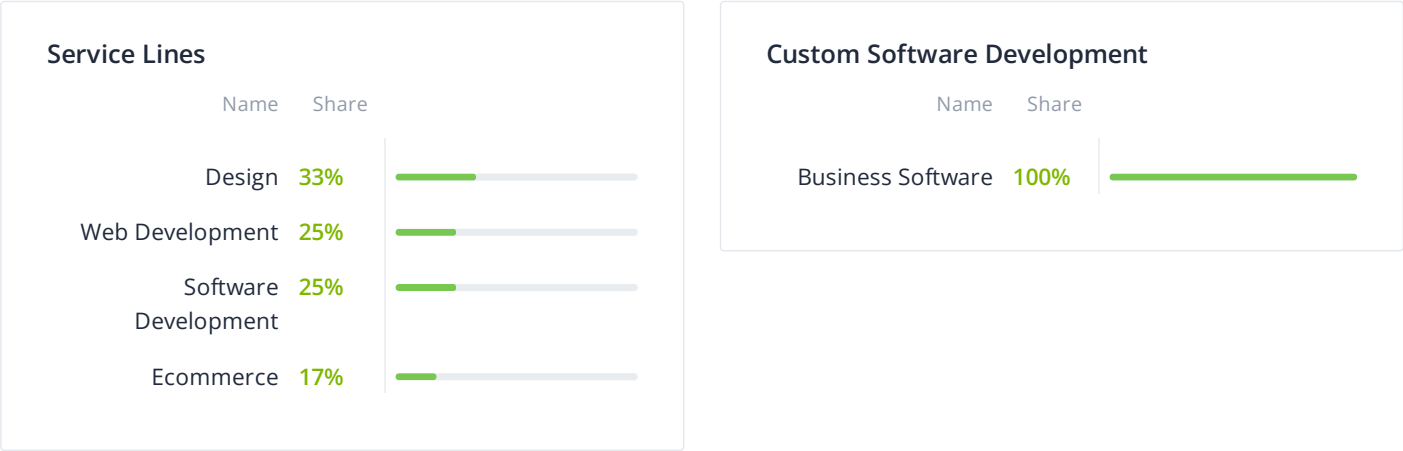 Service Lines
Name Share
Design 33%
Web Development 25%
Software 25%
Development
Ecommerce 17%
Custom Software Development
Name Share
Business Software 100%